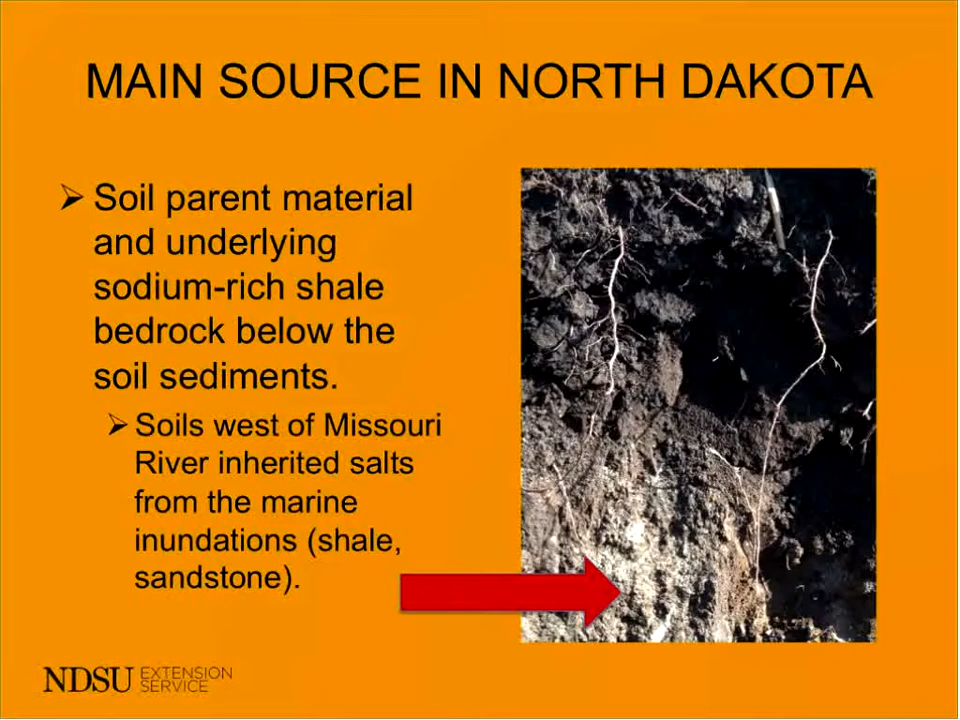 MAIN SOURCE IN NORTH DAKOTA
➢ Soil parent material
and underlying
sodium-rich shale
bedrock below the
soil sediments.
➢ Soils west of Missouri
River inherited salts
from the marine
inundations (shale,
sandstone).
NDSU EXTENSION
SERVICE